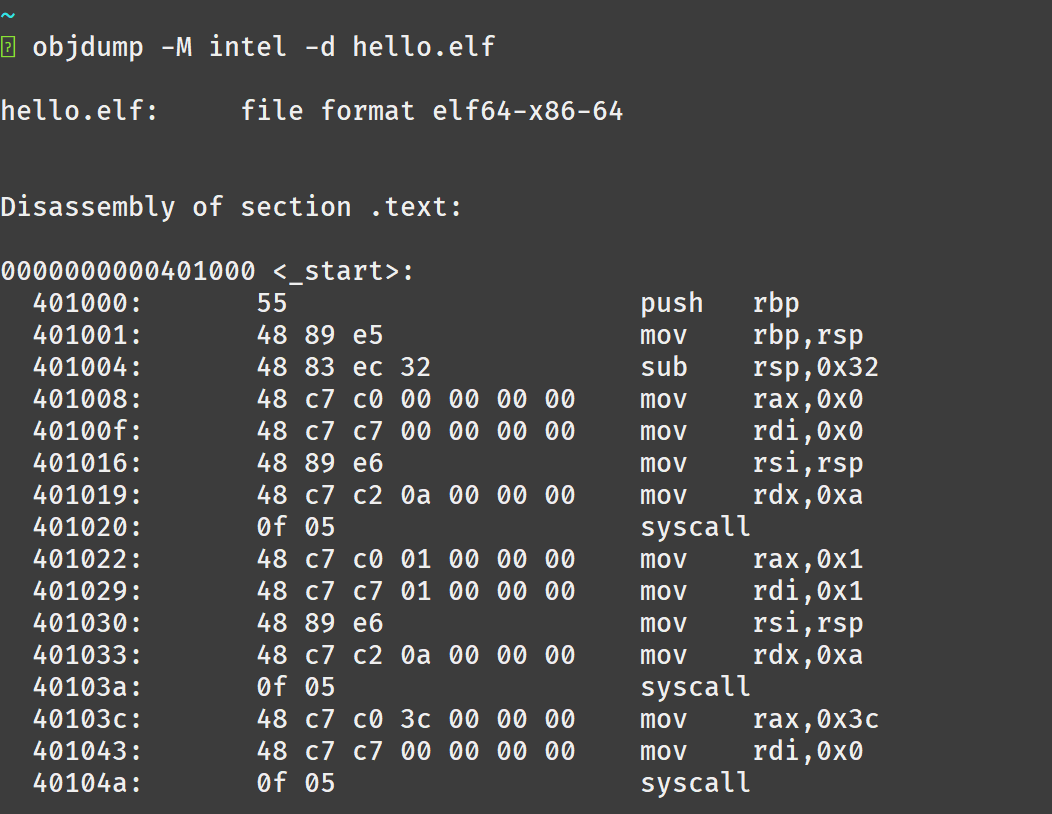 ~
objdump -M intel -d hello.elf
hello.elf:     file format elf64-x86-64
Disassembly of section .text:
0000000000401000 <_start>:
  401000:       55                      push   rbp
  401001:       48 89 e5                mov    rbp,rsp
  401004:       48 83 ec 32             sub    rsp,0x32
  401008:       48 c7 c0 00 00 00 00    mov    rax,0x0
  40100f:       48 c7 c7 00 00 00 00    mov    rdi,0x0
  401016:       48 89 e6                mov    rsi,rsp
  401019:       48 c7 c2 0a 00 00 00    mov    rdx,0xa
  401020:       0f 05                   syscall
  401022:       48 c7 c0 01 00 00 00    mov    rax,0x1
  401029:       48 c7 c7 01 00 00 00    mov    rdi,0x1
  401030:       48 89 e6                mov    rsi,rsp
  401033:       48 c7 c2 0a 00 00 00    mov    rdx,0xa
  40103a:       0f 05                   syscall
  40103c:       48 c7 c0 3c 00 00 00    mov    rax,0x3c
  401043:       48 c7 c7 00 00 00 00    mov    rdi,0x0
  40104a:       0f 05                   syscall